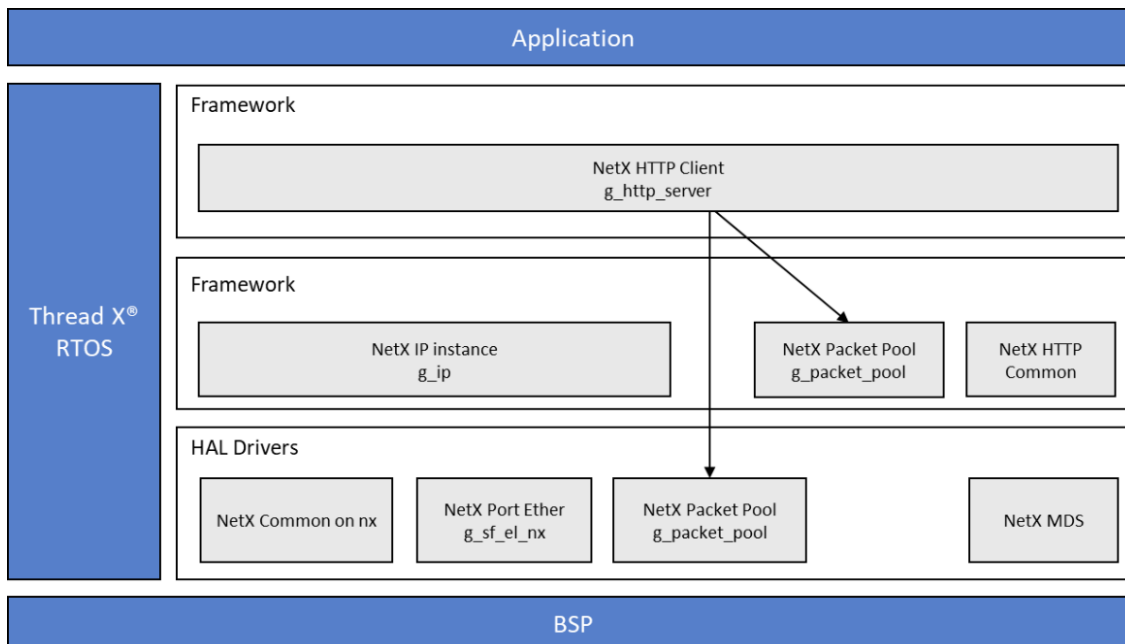 Application
Thread X®
RTOS
Framework
NetX HTTP Client
g_http_server
Framework
NetX IP instance
g_ip
NetX Packet Pool
g_packet_pool
NetX HTTP
Common
HAL Drivers
NetX Common on nx
NetX Port Ether
g_sf_el_nx
NetX Packet Pool
g_packet_pool
NetX MDS
BSP